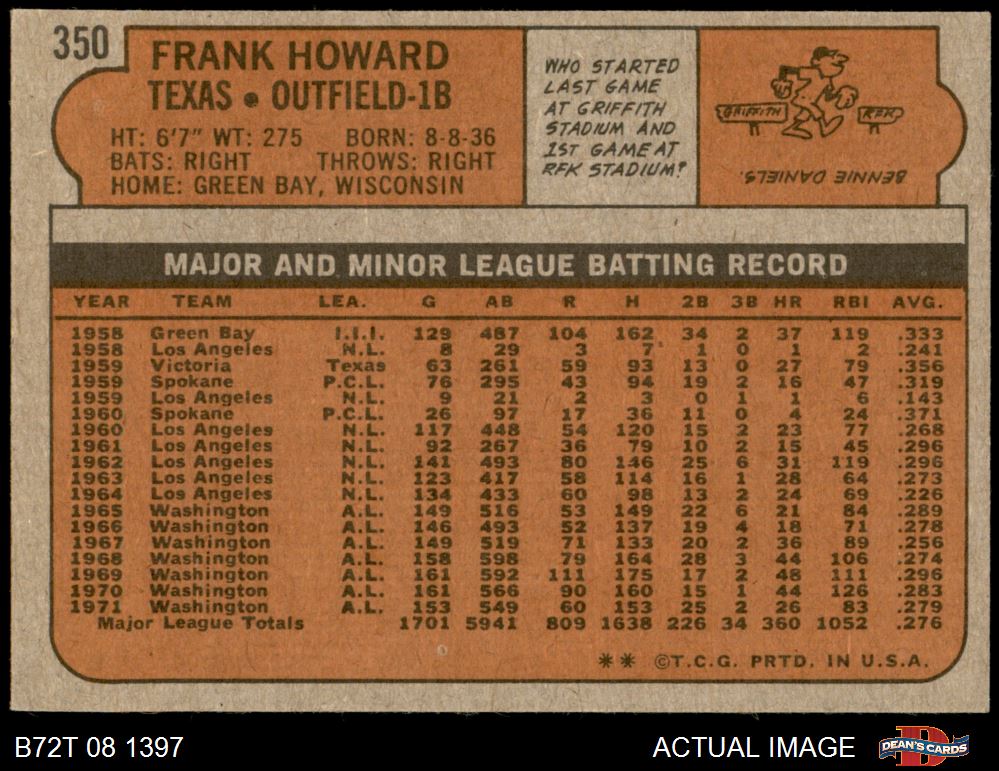 350
FRANK HOWARD
TEXAS • OUTFIELD-1B
HT: 6'7" WT: 275 BORN: 8-8-36
BATS: RIGHT THROWS: RIGHT
HOME: GREEN BAY, WISCONSIN
WHO STARTED
LAST GAME
AT GRIFFITH
STADIUM AND
1ST GAME AT
RFK STADIUM?
GRIFFITH
RFK
BENNIE DANIELS.
MAJOR AND MINOR LEAGUE BATTING RECORD
YEAR TEAM LEA. G AB R H 2B 3B HR RBI AVG.
1958 Green Bay I.I.I. 129 487 104 162 34 2 37 119 .333
1958 Los Angeles N.L. 8 29 3 7 1 0 1 2 .241
1959 Victoria Texas 63 261 59 93 13 0 27 79 .356
1959 Spokane P.C.L. 76 295 43 94 19 2 16 47 .319
1959 Los Angeles N.L. 9 21 2 3 0 1 1 6 .143
1960 Spokane P.C.L. 26 97 17 36 11 0 4 24 .371
1960 Los Angeles N.L. 117 448 54 120 15 2 23 77 .268
1961 Los Angeles N.L. 92 267 36 79 10 2 15 45 .296
1962 Los Angeles N.L. 141 493 80 146 25 6 31 119 .296
1963 Los Angeles N.L. 123 417 58 114 16 1 28 64 .273
1964 Los Angeles N.L. 134 433 60 98 13 2 24 69 .226
1965 Washington A.L. 149 516 53 149 22 6 21 84 .289
1966 Washington A.L. 146 493 52 137 19 4 18 71 .278
1967 Washington A.L. 149 519 71 133 20 2 36 89 .256
1968 Washington A.L. 158 598 79 164 28 3 44 106 .274
1969 Washington A.L. 161 592 111 175 17 2 48 111 .296
1970 Washington A.L. 161 566 90 160 15 1 44 126 .283
1971 Washington A.L. 153 549 60 153 25 2 26 83 .279
Major League Totals 1701 5941 809 1638 226 34 360 1052 .276
** ©T.C.G. PRTD. IN U.S.A.
B72T 08 1397
ACTUAL IMAGE
DEAN'S CARDS